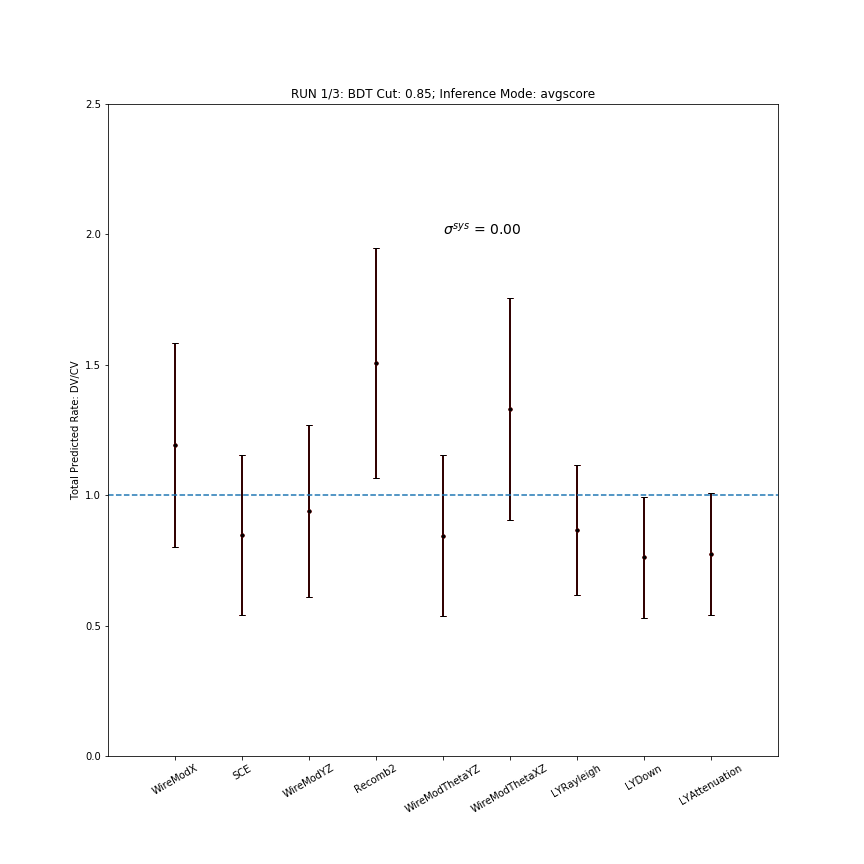 RUN 1/3: BDT Cut: 0.85; Inference Mode: avgscore
2.5
2.0
1.5
1.0
0.5
0.0
Total Predicted Rate: DV/CV
σ^sys = 0.00
WireModX
SCE
WireModYZ
Recomb2
WireModThetaYZ
WireModThetaXZ
LYRayleigh
LYDown
LYAttenuation